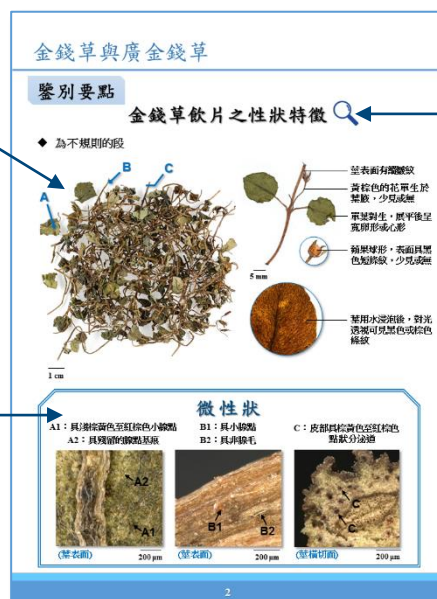 金錢草與廣金錢草
鑒別要點
金錢草飲片之性狀特徵
◆ 為不規則的段
B
C
A
莖表面有縱皺紋
黃棕色的花單生於
葉腋，少見或無
單葉對生，展平後呈
寬卵形或心形
蒴果球形，表面具黑
色短條紋，少見或無
5 mm
葉用水浸泡後，對光
透視可見黑色或棕色
條紋
1 cm
微性狀
A1：具淺棕黃色至紅棕色小腺點
A2：具殘留的腺點基痕
B1：具小腺點
B2：具非腺毛
C：皮部具棕黃色至紅棕色
點狀分泌道
A2
A1
B1
B2
C
C
(葉表面)
200 μm
(莖表面)
200 μm
(莖橫切面)
200 μm
2